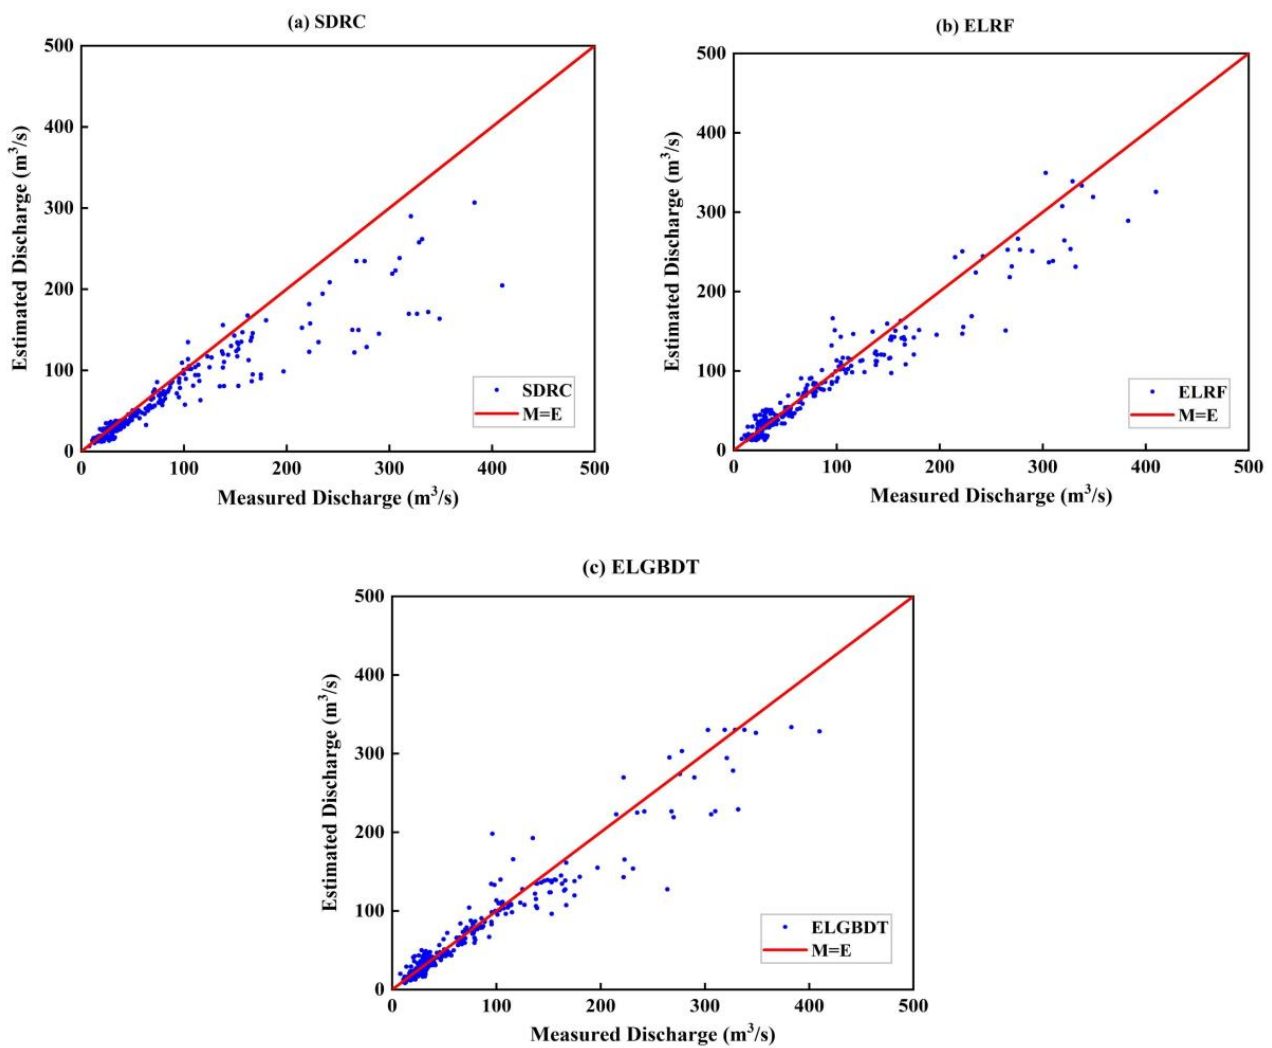 (a) SDRC
500
400
300
200
100
0
0 100 200 300 400 500
Estimated Discharge (m³/s)
Measured Discharge (m³/s)
SDRC
M=E
(b) ELRF
500
400
300
200
100
0
0 100 200 300 400 500
Estimated Discharge (m³/s)
Measured Discharge (m³/s)
ELRF
M=E
(c) ELGBDT
500
400
300
200
100
0
0 100 200 300 400 500
Estimated Discharge (m³/s)
Measured Discharge (m³/s)
ELGBDT
M=E